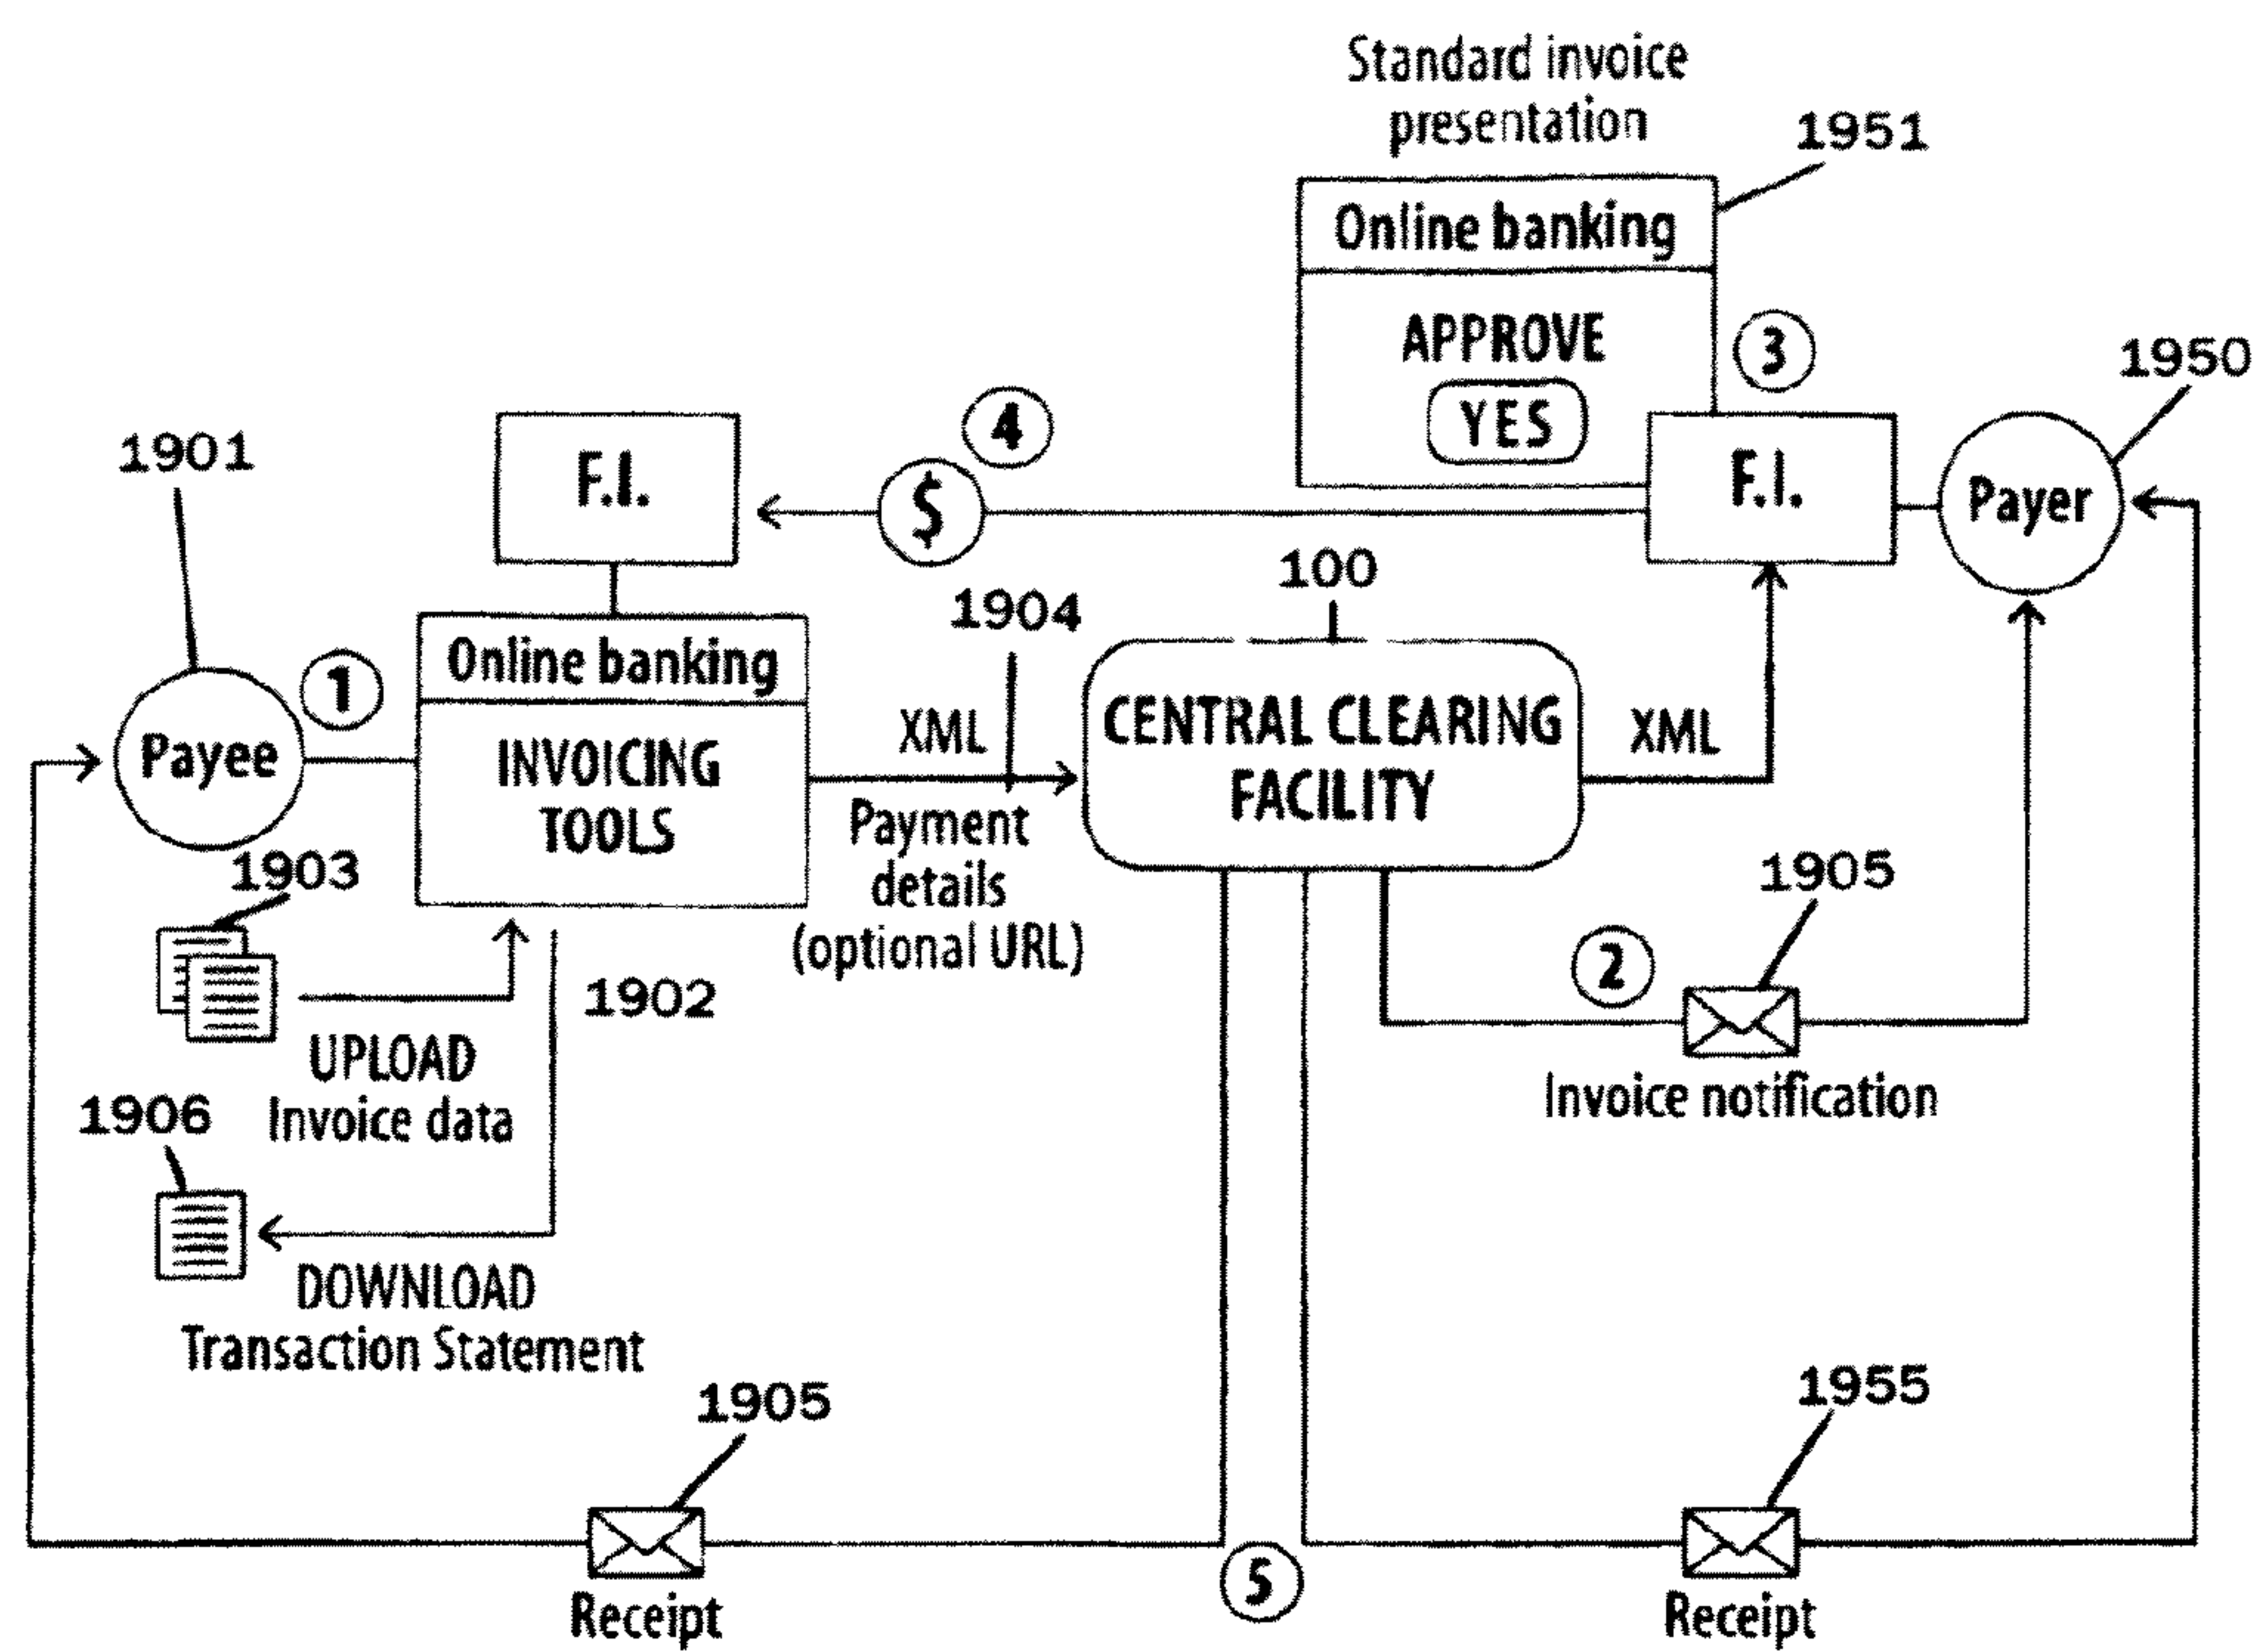 Standard invoice
presentation
1951
Online banking
APPROVE
YES
3
1950
4
1901
F.I.
$
F.I.
Payer
100
1904
1
Online banking
Payee
INVOICING
TOOLS
XML
CENTRAL CLEARING
FACILITY
XML
Payment
details
(optional URL)
1903
1905
2
1902
UPLOAD
Invoice data
Invoice notification
1906
DOWNLOAD
Transaction Statement
1905
1955
5
Receipt
Receipt